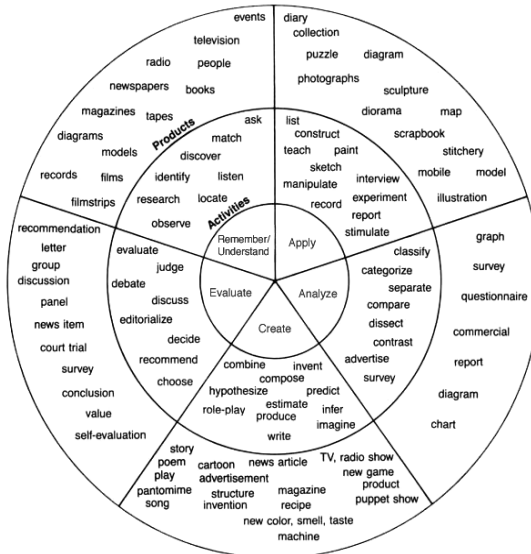 events
television
radio
people
newspapers
books
magazines
tapes
diagrams
models
records
films
filmstrips
Products
ask
match
discover
identify
listen
research
locate
observe
Activities
Remember/
Understand
diary
collection
puzzle
diagram
photographs
sculpture
diorama
map
scrapbook
stitchery
mobile
model
illustration
list
construct
teach
paint
sketch
manipulate
interview
record
experiment
report
stimulate
Apply
graph
survey
questionnaire
commercial
report
diagram
chart
classify
categorize
separate
compare
dissect
contrast
advertise
survey
Analyze
combine
invent
compose
hypothesize
predict
estimate
role-play
produce
infer
imagine
write
Create
story
poem
play
pantomime
song
cartoon
news article
advertisement
structure
invention
magazine
recipe
TV, radio show
new game
product
puppet show
new color, smell, taste
machine
recommendation
letter
group
discussion
panel
news item
court trial
survey
conclusion
value
self-evaluation
evaluate
judge
debate
discuss
editorialize
decide
recommend
choose
Evaluate